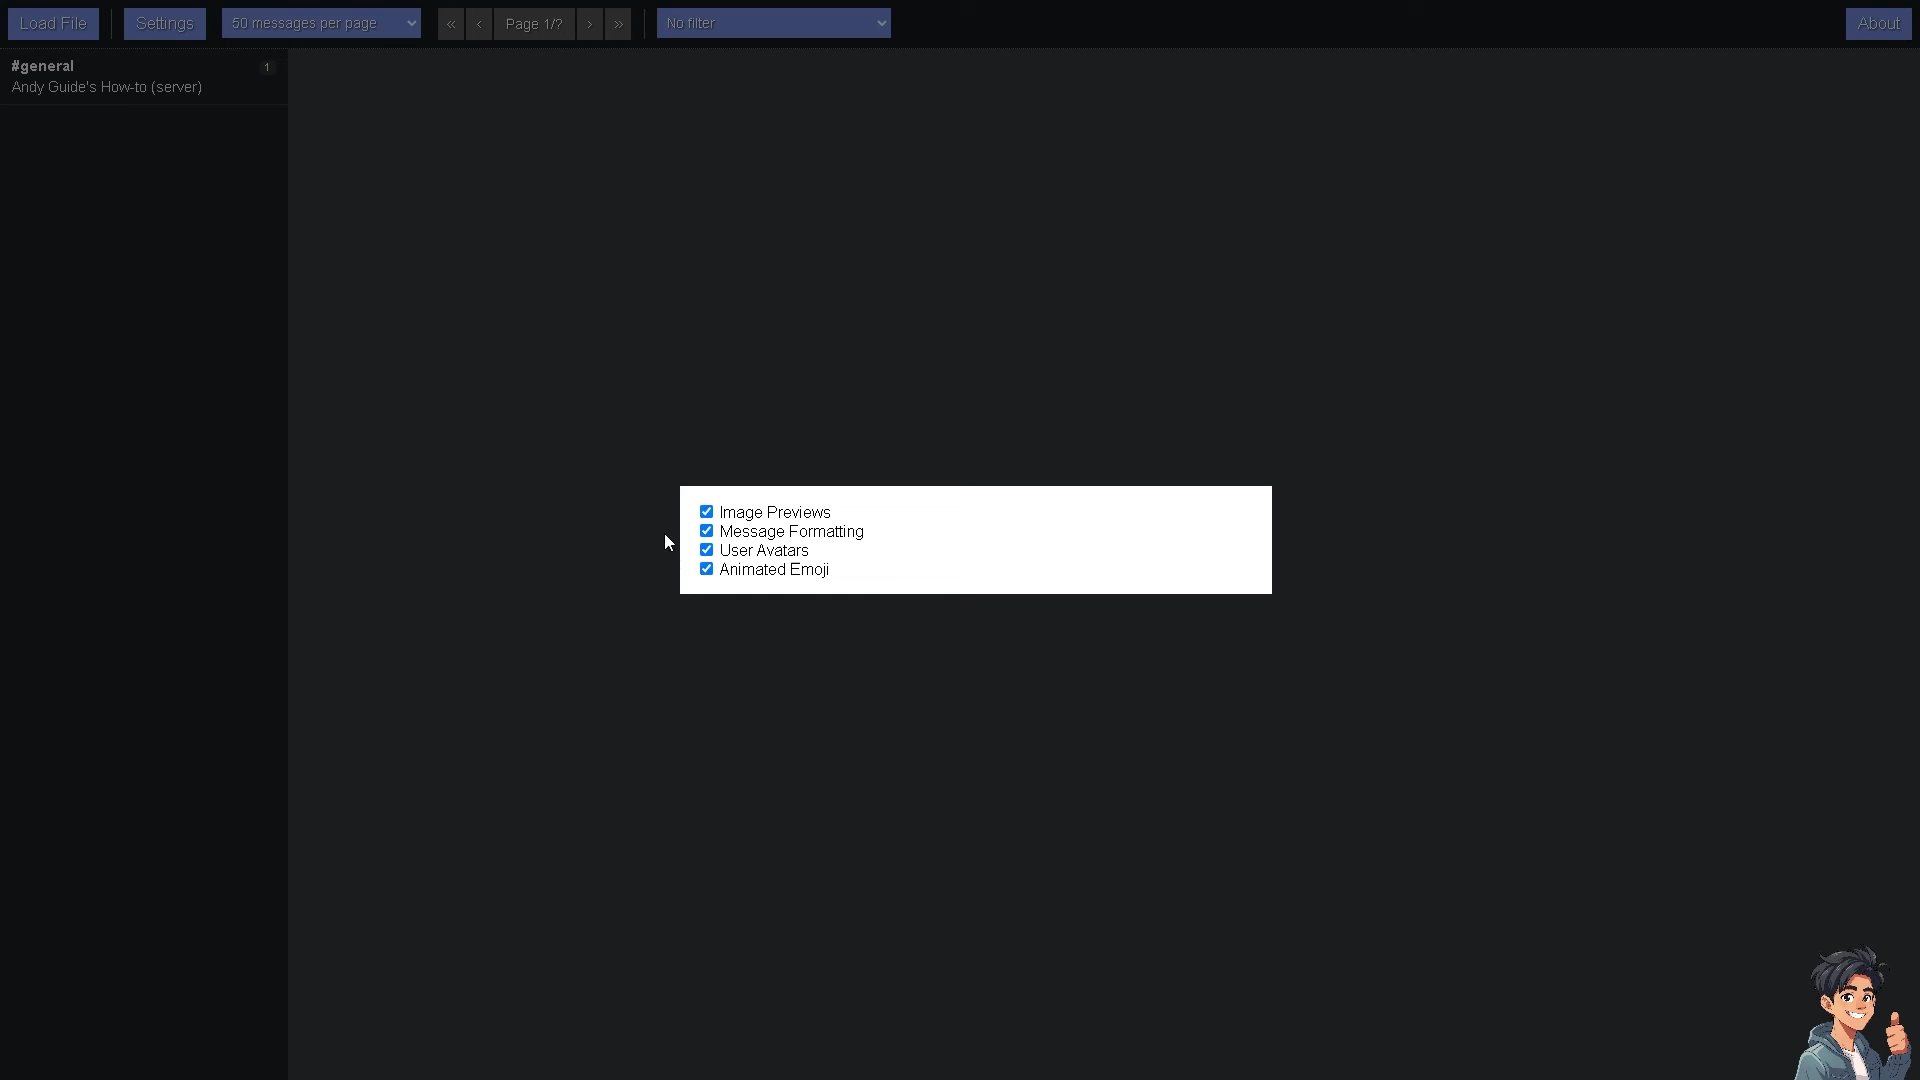 Load File
Settings
50 messages per page
«
‹
Page 1/?
›
»
No filter
About
#general
1
Andy Guide's How-to (server)
Image Previews
Message Formatting
User Avatars
Animated Emoji